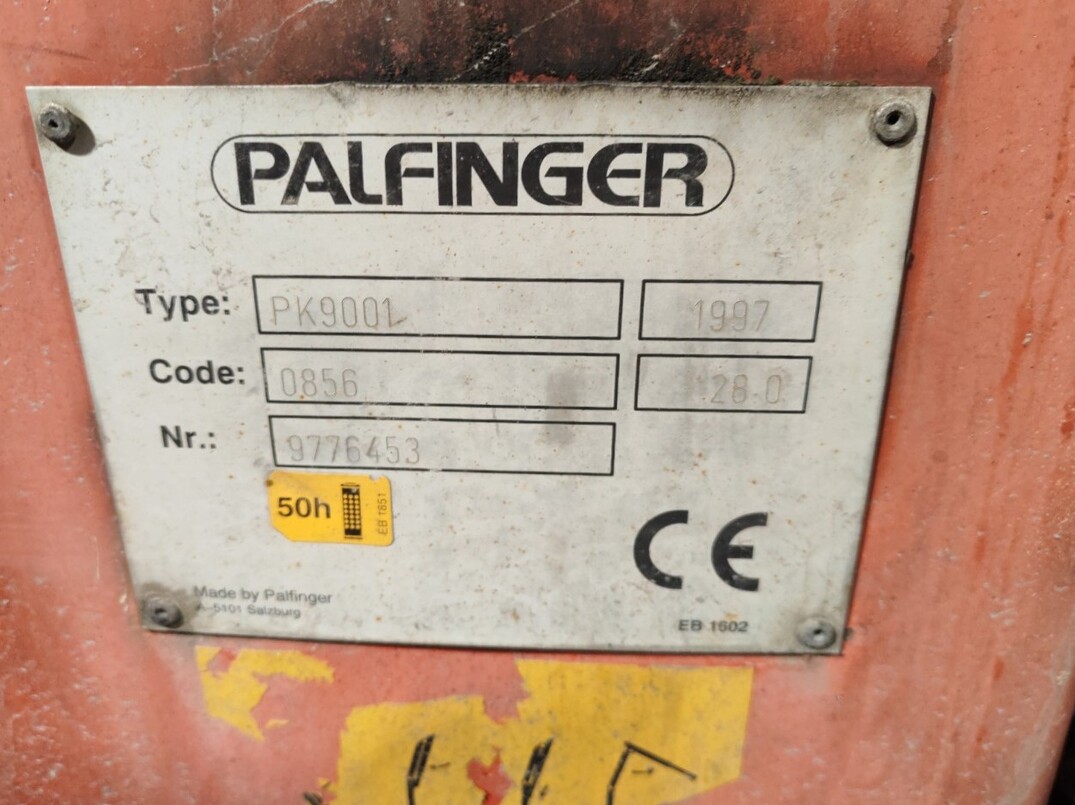 PALFINGER
Type: PK9001 1997
Code: 0856 128.0
Nr.: 9776453
50h EB 1851
CE
Made by Palfinger
A-5101 Salzburg
EB 1602